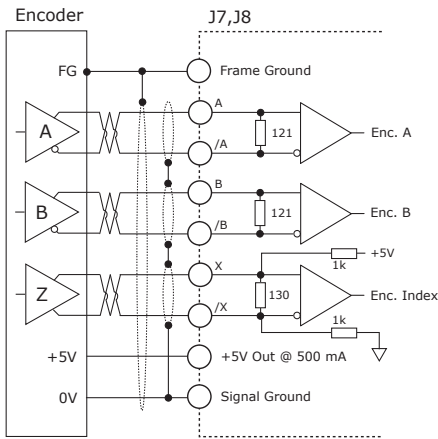 Encoder
J7,J8
FG
Frame Ground
A
A
/A
121
Enc. A
B
B
/B
121
Enc. B
+5V
1k
Z
X
/X
130
Enc. Index
1k
+5V
+5V Out @ 500 mA
0V
Signal Ground